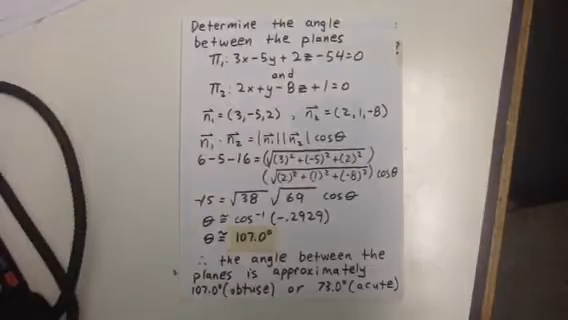 Determine the angle
between the planes
π₁: 3x-5y+2z-54=0
and
π₂: 2x+y-8z+1=0
n₁=(3,-5,2) , n₂=(2,1,-8)
n₁·n₂=|n₁||n₂|cosθ
6-5-16=(√(3)²+(-5)²+(2)²)
(√(2)²+(1)²+(-8)²) cosθ
-15=√38 √69 cosθ
θ≅cos⁻¹(-.2929)
θ≅107.0°
∴ the angle between the
planes is approximately
107.0°(obtuse) or 73.0°(acute)